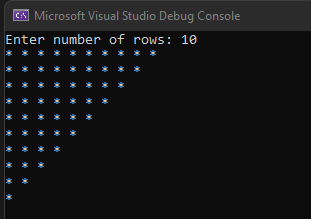 Microsoft Visual Studio Debug Console
Enter number of rows: 10
* * * * * * * * * *
* * * * * * * * *
* * * * * * * *
* * * * * * *
* * * * * *
* * * * *
* * * *
* * *
* *
*